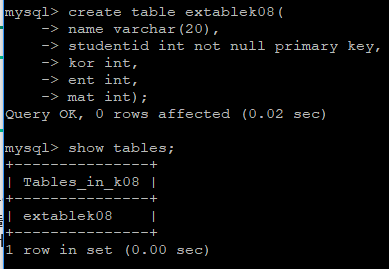 mysql> create table extablek08(
    -> name varchar(20),
    -> studentid int not null primary key,
    -> kor int,
    -> ent int,
    -> mat int);
Query OK, 0 rows affected (0.02 sec)
mysql> show tables;
+---------------+
| Tables_in_k08 |
+---------------+
| extablek08    |
+---------------+
1 row in set (0.00 sec)